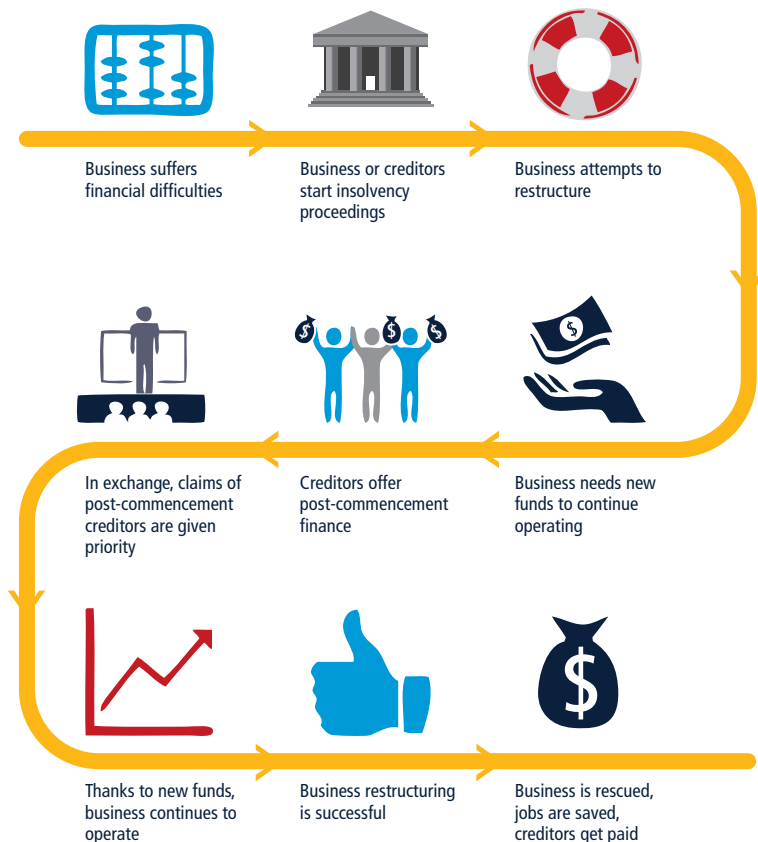 Business suffers
financial difficulties
Business or creditors
start insolvency
proceedings
Business attempts to
restructure
$
$
$
$
Business needs new
funds to continue
operating
Creditors offer
post-commencement
finance
In exchange, claims of
post-commencement
creditors are given
priority
$
Thanks to new funds,
business continues to
operate
Business restructuring
is successful
Business is rescued,
jobs are saved,
creditors get paid